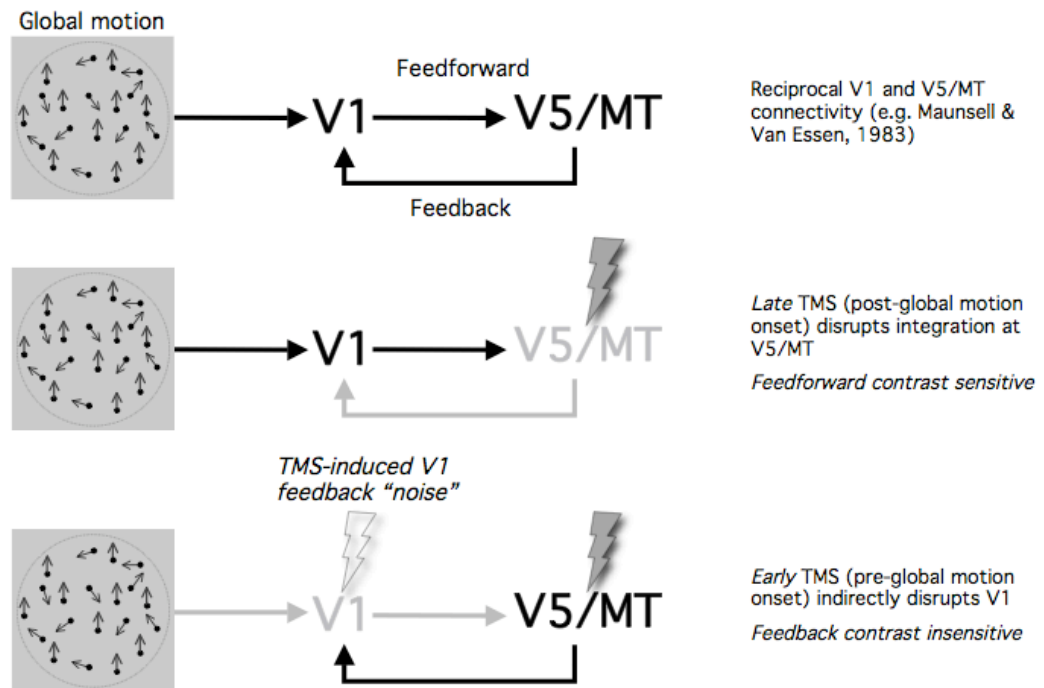 Global motion
Feedforward
V1
V5/MT
Feedback
Reciprocal V1 and V5/MT
connectivity (e.g. Maunsell &
Van Essen, 1983)
V1
V5/MT
Late TMS (post-global motion
onset) disrupts integration at
V5/MT
Feedforward contrast sensitive
TMS-induced V1
feedback “noise”
V1
V5/MT
Early TMS (pre-global motion
onset) indirectly disrupts V1
Feedback contrast insensitive